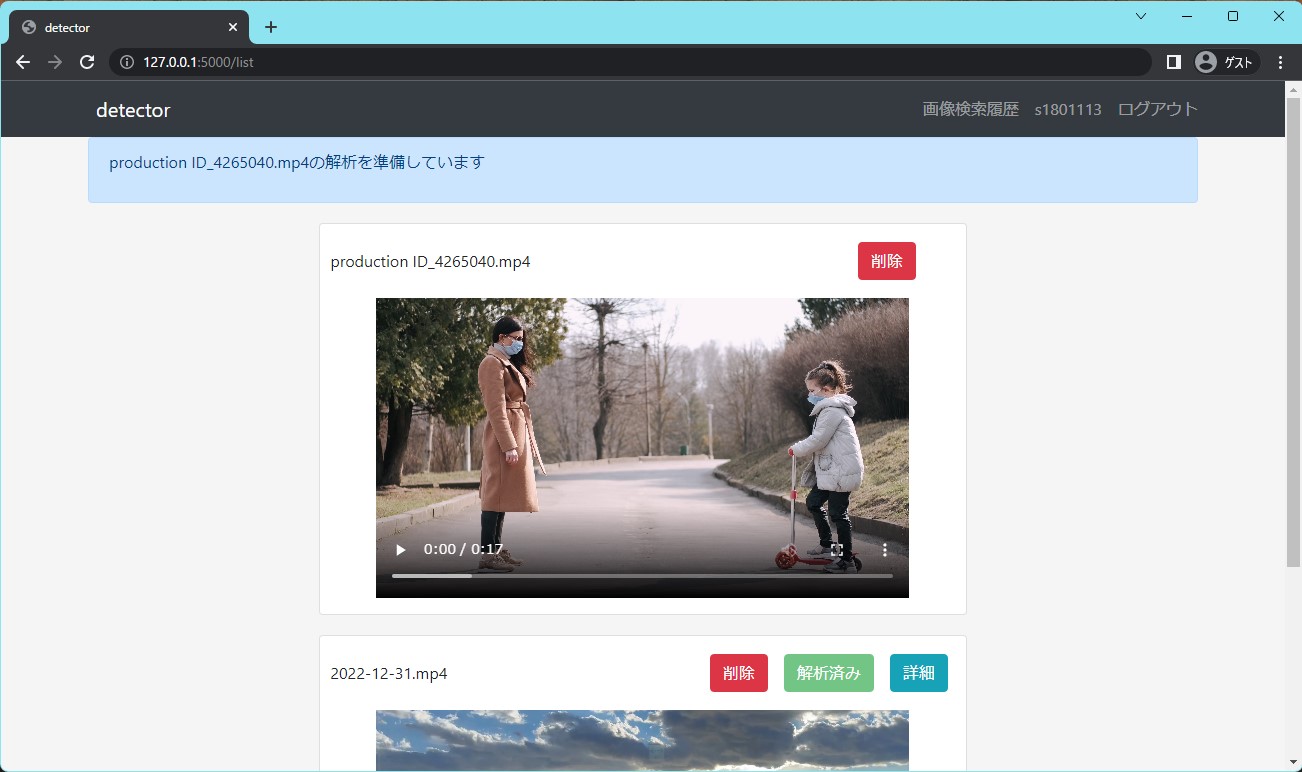 detector
127.0.0.1:5000/list
ゲスト
detector
画像検索履歴 s1801113 ログアウト
production ID_4265040.mp4の解析を準備しています
production ID_4265040.mp4 削除
0:00 / 0:17
2022-12-31.mp4 削除 解析済み 詳細